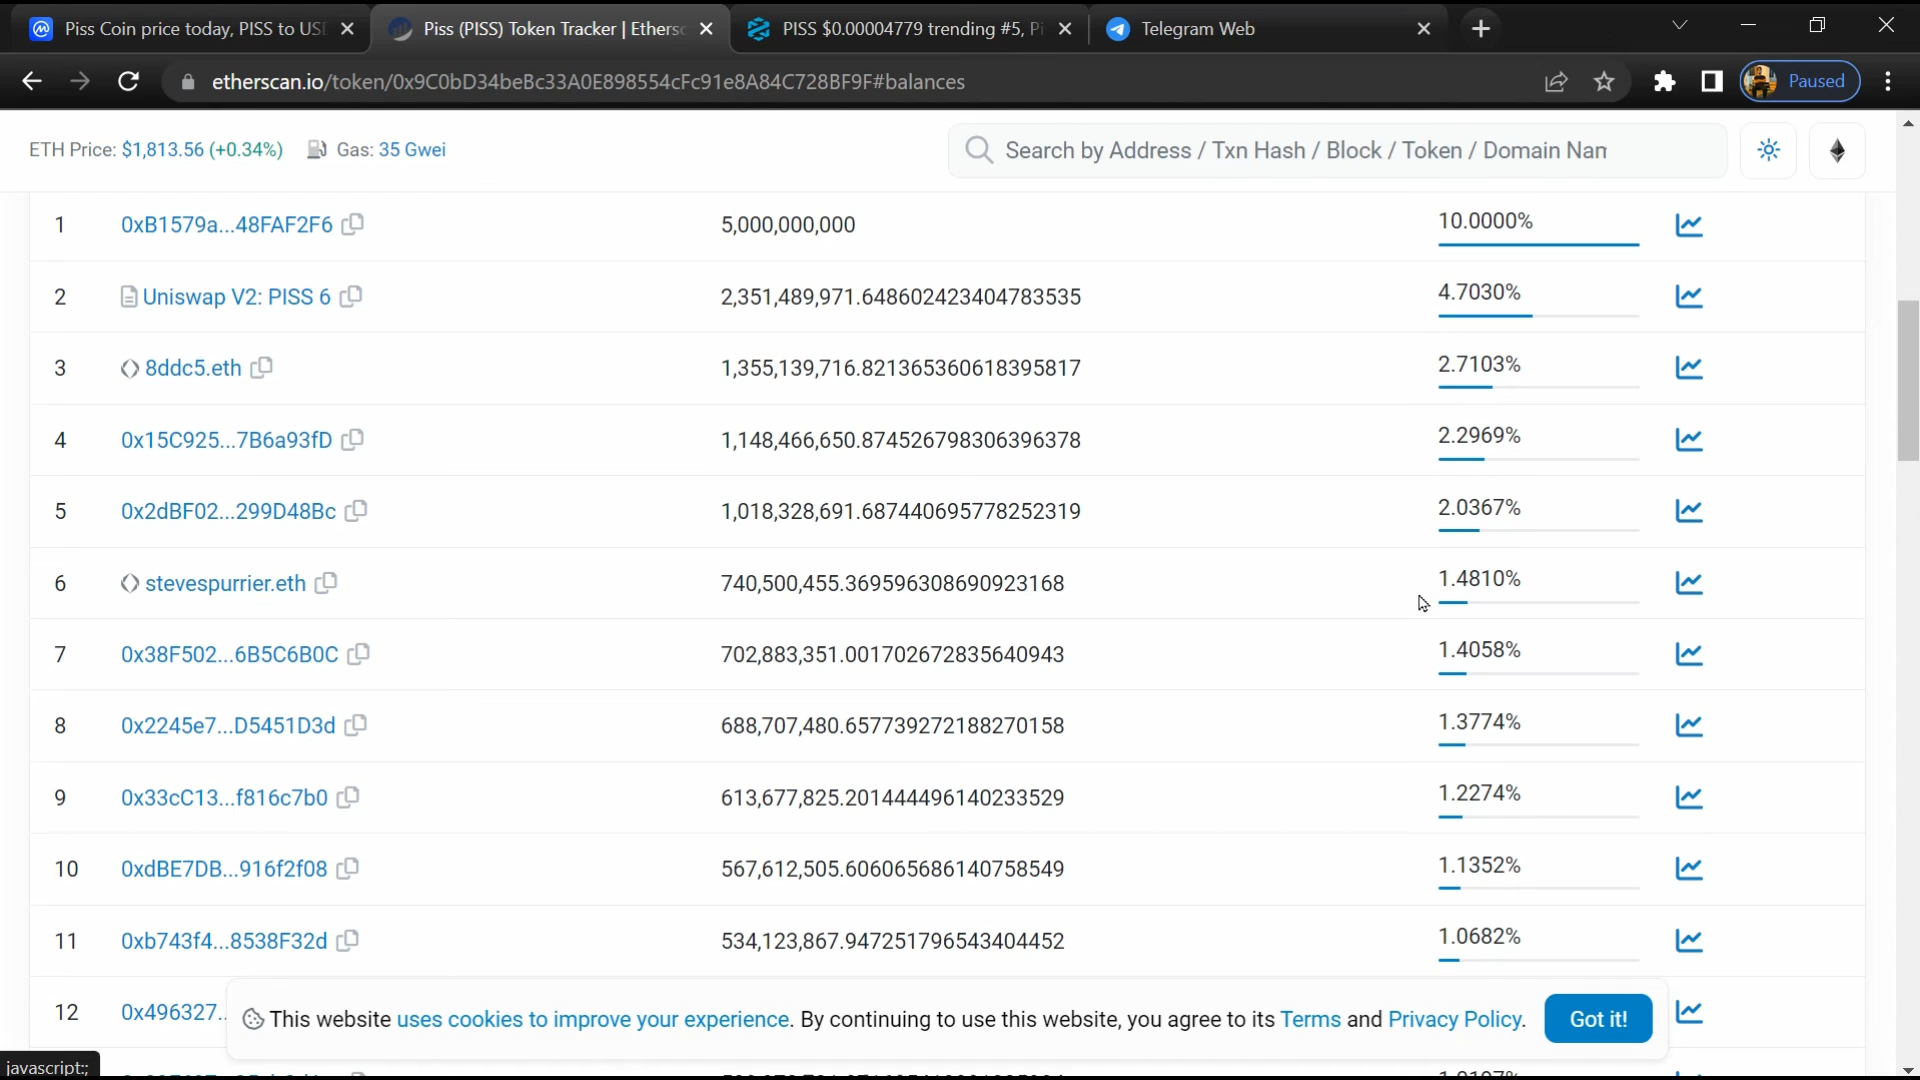 Piss Coin price today, PISS to US
Piss (PISS) Token Tracker | Ethersc
PISS $0.00004779 trending #5, Pi
Telegram Web
etherscan.io/token/0x9C0bD34beBc33A0E898554cFc91e8A84C728BF9F#balances
Paused
ETH Price: $1,813.56 (+0.34%) Gas: 35 Gwei
Search by Address / Txn Hash / Block / Token / Domain Nam
1 0xB1579a...48FAF2F6 5,000,000,000 10.0000%
2 Uniswap V2: PISS 6 2,351,489,971.648602423404783535 4.7030%
3 8ddc5.eth 1,355,139,716.821365360618395817 2.7103%
4 0x15C925...7B6a93fD 1,148,466,650.874526798306396378 2.2969%
5 0x2dBF02...299D48Bc 1,018,328,691.687440695778252319 2.0367%
6 stevespurrier.eth 740,500,455.369596308690923168 1.4810%
7 0x38F502...6B5C6B0C 702,883,351.001702672835640943 1.4058%
8 0x2245e7...D5451D3d 688,707,480.657739272188270158 1.3774%
9 0x33cC13...f816c7b0 613,677,825.201444496140233529 1.2274%
10 0xdBE7DB...916f2f08 567,612,505.606065686140758549 1.1352%
11 0xb743f4...8538F32d 534,123,867.947251796543404452 1.0682%
12 0x496327..
This website uses cookies to improve your experience. By continuing to use this website, you agree to its Terms and Privacy Policy.
Got it!
javascript:;